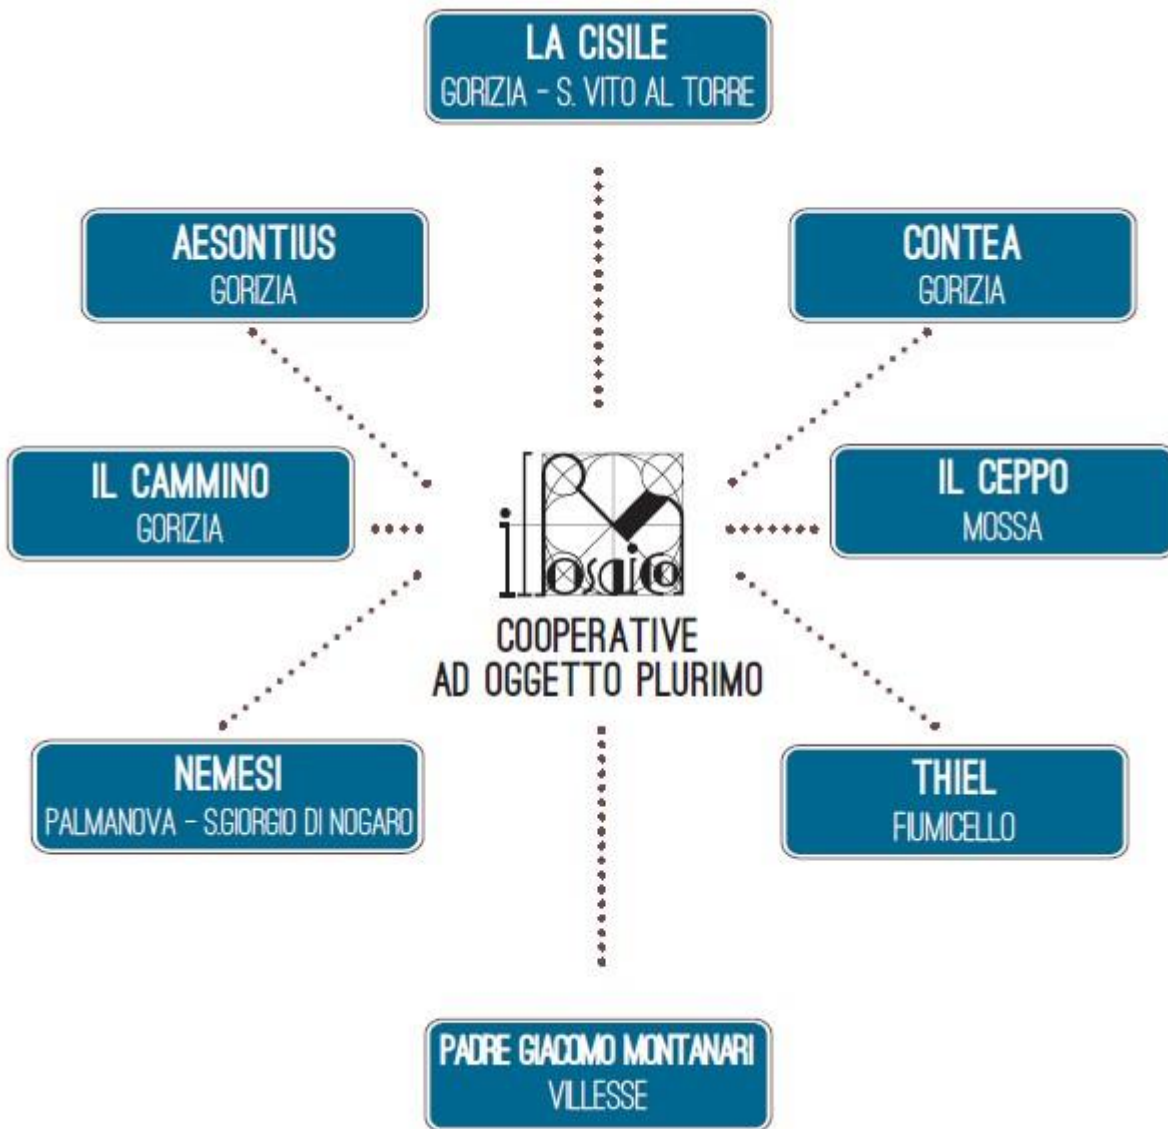 LA CISILE
GORIZIA - S. VITO AL TORRE
AESONTIUS
GORIZIA
CONTEA
GORIZIA
IL CAMMINO
GORIZIA
il Mosaico
COOPERATIVE
AD OGGETTO PLURIMO
IL CEPPO
MOSSA
NEMESI
PALMANOVA - S.GIORGIO DI NOGARO
THIEL
FIUMICELLO
PADRE GIACOMO MONTANARI
VILLESSE